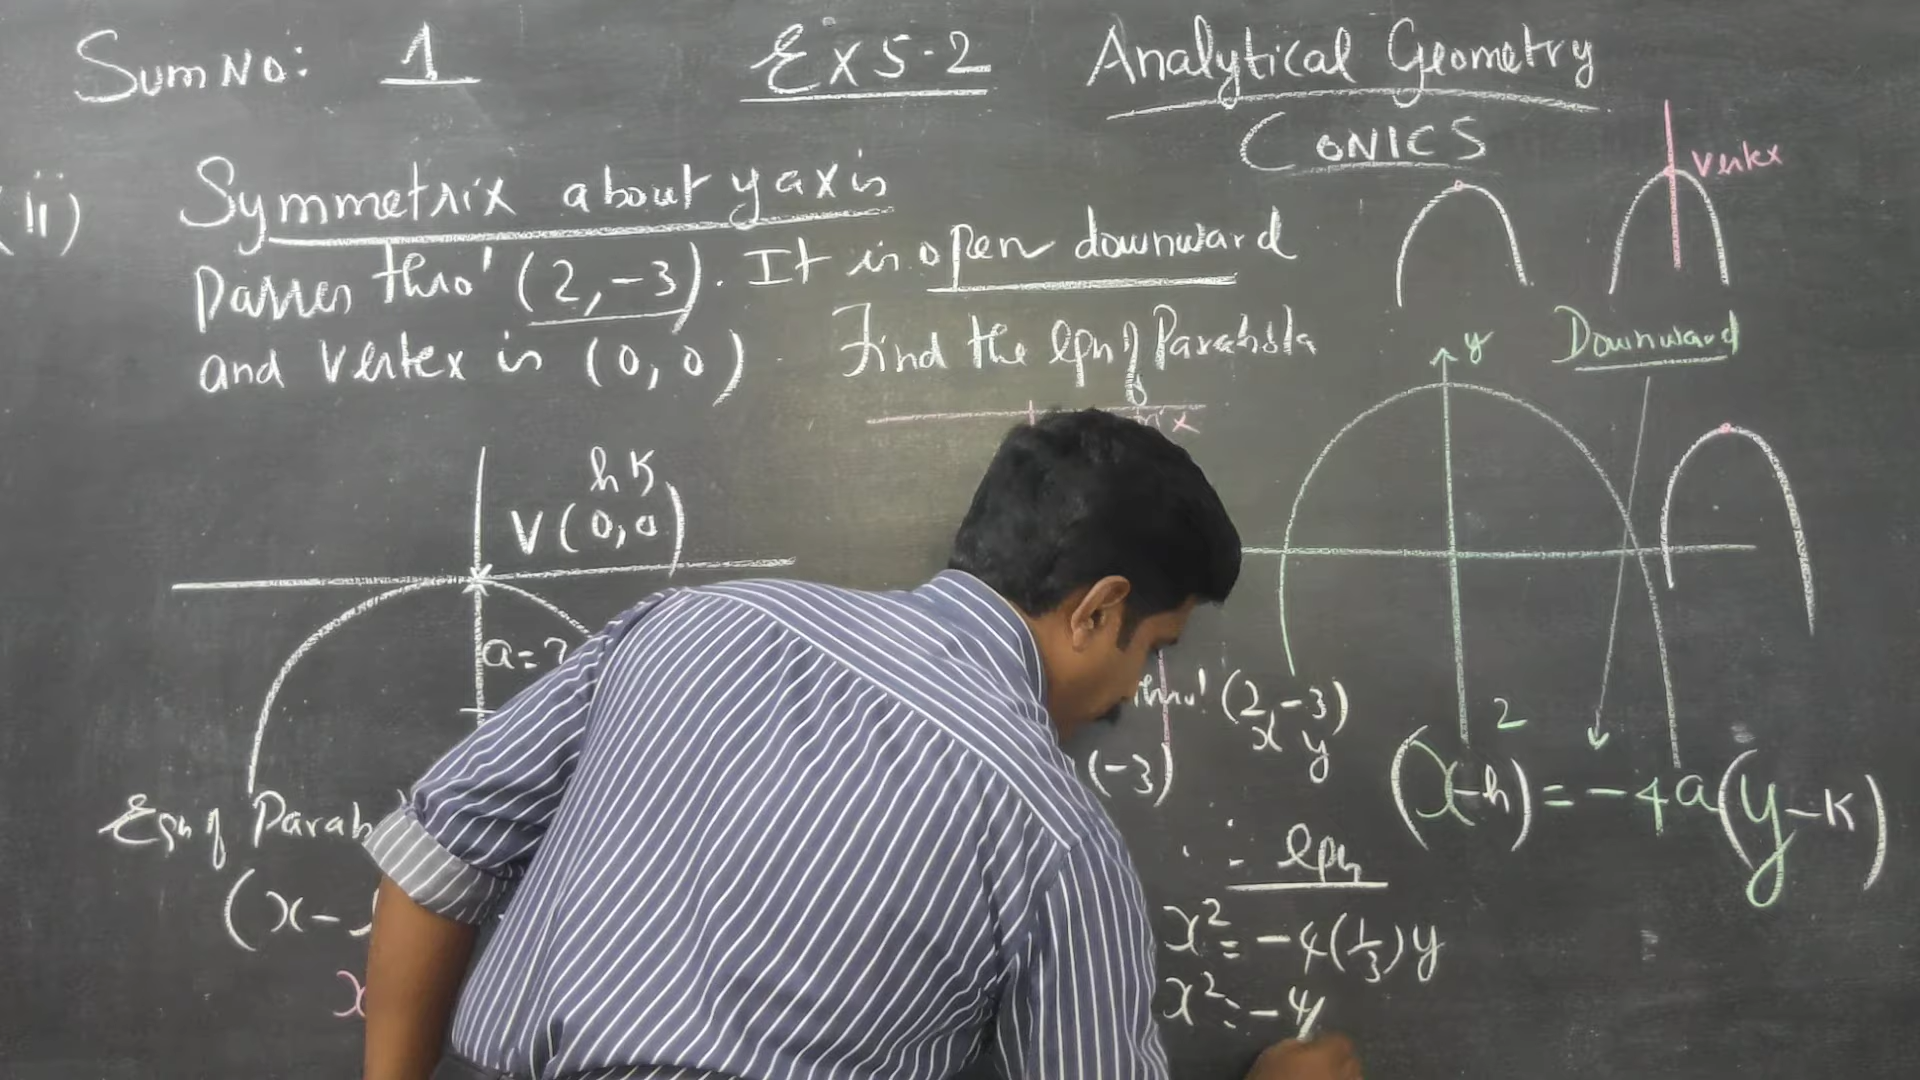 Sum No: 1 Ex 5.2 Analytical Geometry
CONICS
vertex
ii) Symmetrix about y axis
Passes thro' (2, -3). It is open downward
and vertex is (0, 0). Find the Eqn of Parabola
y Downward
x
h K
V (0, 0)
a = ?
thro' (2, -3)
x y
(-3)
(x-h)² = -4a(y-k)
Eqn of Parab
(x-
x
∴ Eqn
x² = -4(1/3)y
x² = -4/